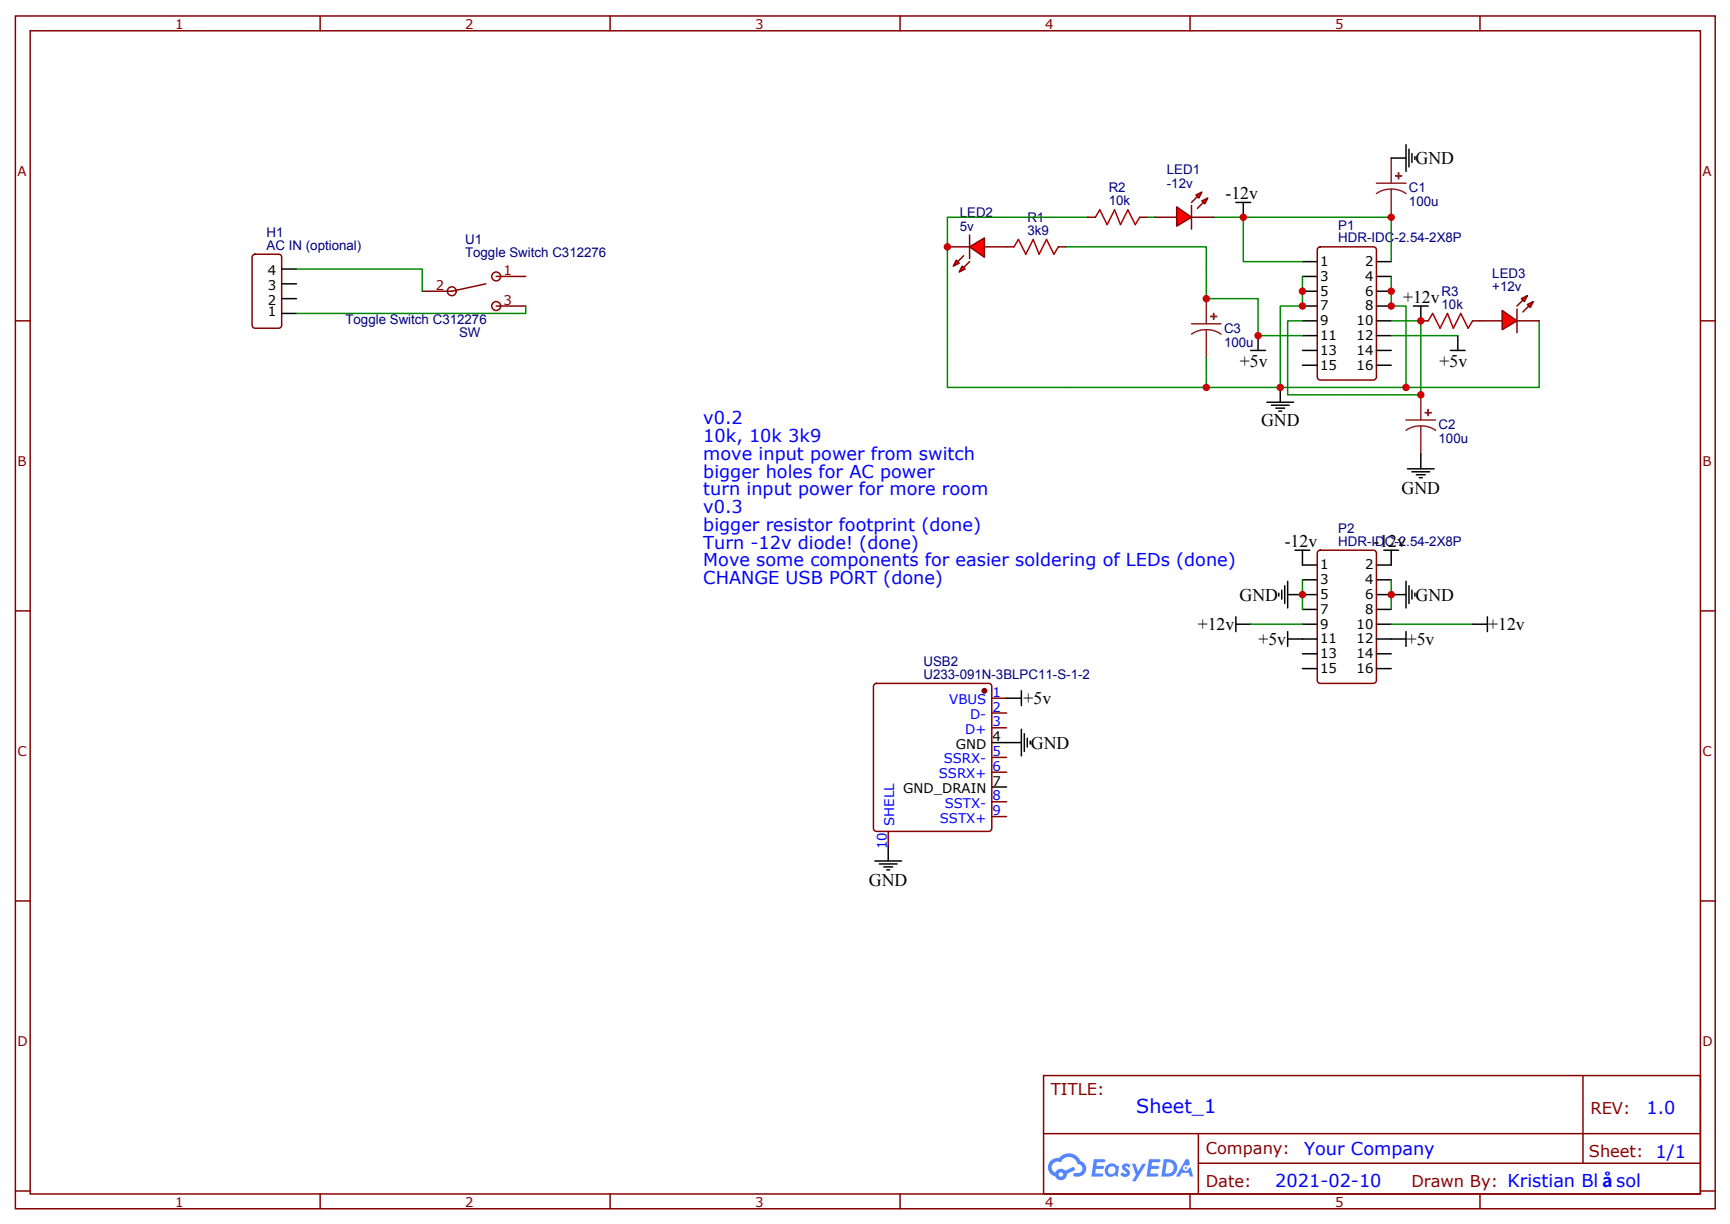 1 2 3 4 5
A A
B B
C C
D D
H1
AC IN (optional)
4
3
2
1
U1
Toggle Switch C312276
2
1
3
Toggle Switch C312276
SW
LED2
5v
R1
3k9
R2
10k
LED1
-12v
-12v
GND
C1
100u
P1
HDR-IDC-2.54-2X8P
1 2
3 4
5 6
7 8
9 10
11 12
13 14
15 16
C3
100u
+5v
+12v
R3
10k
LED3
+12v
+5v
GND
C2
100u
GND
v0.2
10k, 10k 3k9
move input power from switch
bigger holes for AC power
turn input power for more room
v0.3
bigger resistor footprint (done)
Turn -12v diode! (done)
Move some components for easier soldering of LEDs (done)
CHANGE USB PORT (done)
P2
HDR-IDC-2.54-2X8P
-12v -12v
1 2
3 4
GND 5 6 GND
7 8
+12v 9 10 +12v
+5v 11 12 +5v
13 14
15 16
USB2
U233-091N-3BLPC11-S-1-2
VBUS 1 +5v
D- 2
D+ 3
GND 4 GND
SSRX- 5
SSRX+ 6
GND_DRAIN 7
SSTX- 8
SSTX+ 9
SHELL
10
GND
TITLE:
Sheet_1
REV: 1.0
EasyEDA
Company: Your Company
Sheet: 1/1
Date: 2021-02-10 Drawn By: Kristian Blåsol
1 2 3 4 5